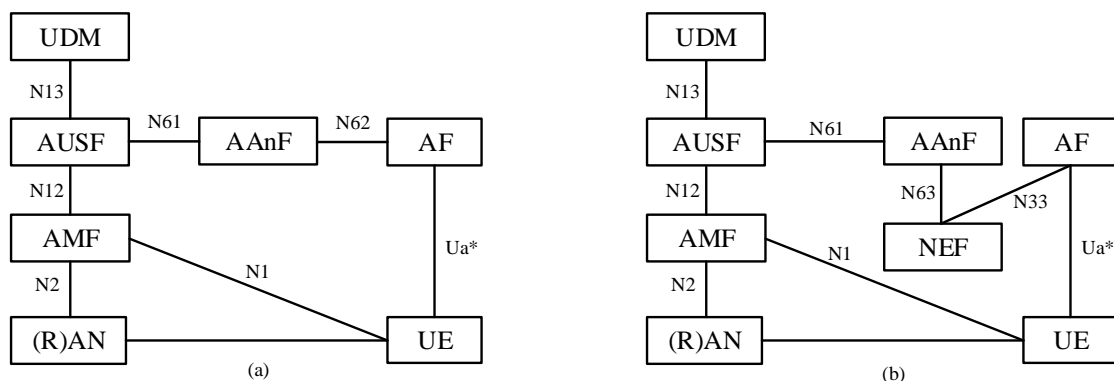 UDM
N13
AUSF
N61
AAnF
N62
AF
N12
AMF
N1
N2
Ua*
(R)AN
UE
(a)
UDM
N13
AUSF
N61
AAnF
AF
N12
N63
N33
AMF
N1
NEF
N2
Ua*
(R)AN
UE
(b)